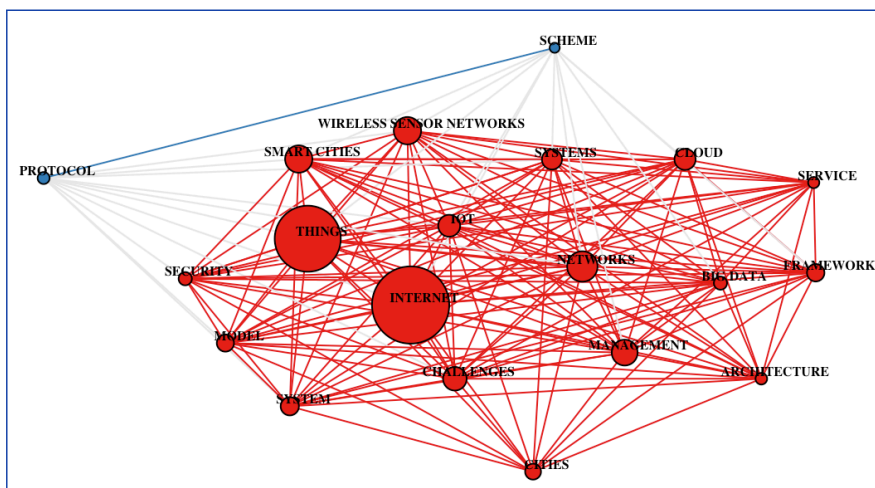 SCHEME
WIRELESS SENSOR NETWORKS
SMART CITIES
SYSTEMS
CLOUD
PROTOCOL
SERVICE
THINGS
IOT
SECURITY
NETWORKS
BIG DATA
FRAMEWORK
INTERNET
MODEL
MANAGEMENT
CHALLENGES
ARCHITECTURE
SYSTEM
CITIES